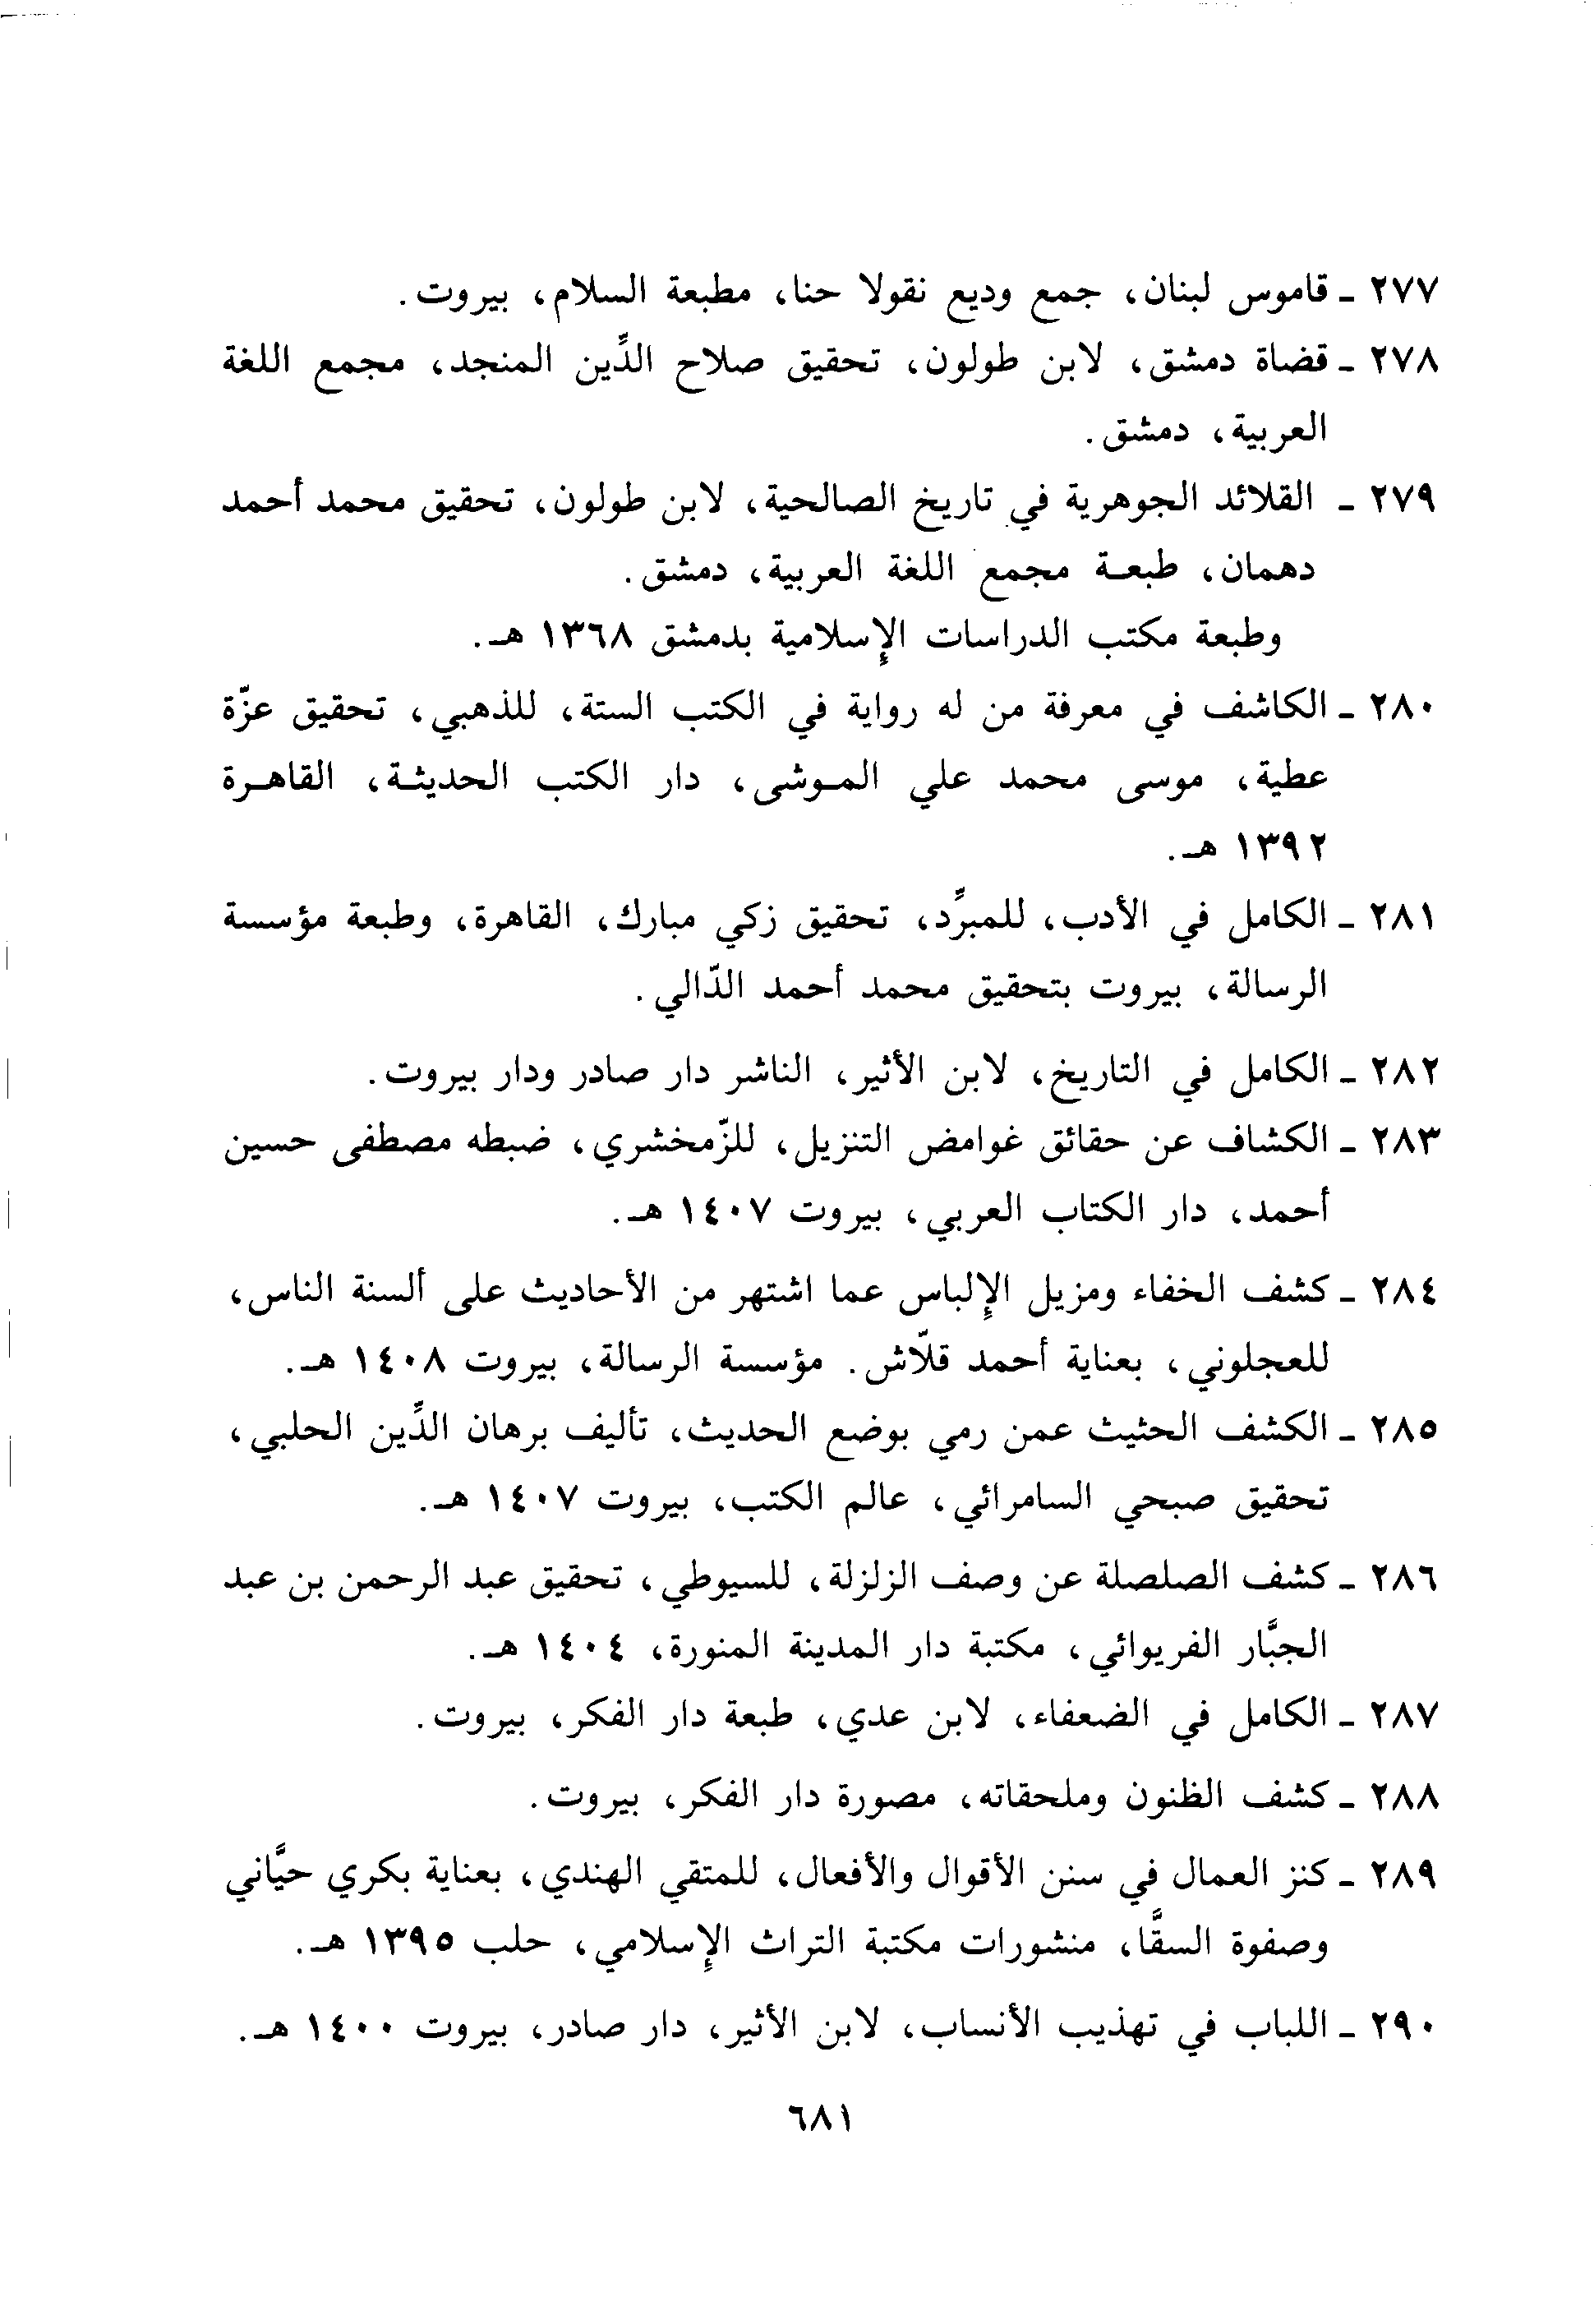 ٢٧٧ ـ قاموس لبنان، جمع وديع نقولا حنا، مطبعة السلام، بيروت.
٢٧٨ ـ قضاة دمشق، لابن طولون، تحقيق صلاح الدِّين المنجد، مجمع اللغة
العربية، دمشق.
٢٧٩ ـ القلائد الجوهرية في تاريخ الصالحية، لابن طولون، تحقيق محمد أحمد
دهمان، طبعـة مجمع اللغة العربية، دمشق.
وطبعة مكتب الدراسات الإسلامية بدمشق ١٣٦٨ هـ.
٢٨٠ ـ الكاشف في معرفة من له رواية في الكتب الستة، للذهبي، تحقيق عزّة
عطية، موسى محمد علي المـوشى، دار الكتب الحديثـة، القاهـرة
١٣٩٢ هـ.
٢٨١ ـ الكامل في الأدب، للمبرِّد، تحقيق زكي مبارك، القاهرة، وطبعة مؤسسة
الرسالة، بيروت بتحقيق محمد أحمد الدّالي.
٢٨٢ ـ الكامل في التاريخ، لابن الأثير، الناشر دار صادر ودار بيروت.
٢٨٣ ـ الكشاف عن حقائق غوامض التنزيل، للزّمخشري، ضبطه مصطفى حسين
أحمد، دار الكتاب العربي، بيروت ١٤٠٧ هـ.
٢٨٤ ـ كشف الخفاء ومزيل الإلباس عما اشتهر من الأحاديث على ألسنة الناس،
للعجلوني، بعناية أحمد قلّاش. مؤسسة الرسالة، بيروت ١٤٠٨ هـ.
٢٨٥ ـ الكشف الحثيث عمن رمي بوضع الحديث، تأليف برهان الدِّين الحلبي،
تحقيق صبحي السامرائي، عالم الكتب، بيروت ١٤٠٧ هـ.
٢٨٦ ـ كشف الصلصلة عن وصف الزلزلة، للسيوطي، تحقيق عبد الرحمن بن عبد
الجبَّار الفريوائي، مكتبة دار المدينة المنورة، ١٤٠٤ هـ.
٢٨٧ ـ الكامل في الضعفاء، لابن عدي، طبعة دار الفكر، بيروت.
٢٨٨ ـ كشف الظنون وملحقاته، مصورة دار الفكر، بيروت.
٢٨٩ ـ كنز العمال في سنن الأقوال والأفعال، للمتقي الهندي، بعناية بكري حيَّاني
وصفوة السقَّا، منشورات مكتبة التراث الإسلامي، حلب ١٣٩٥ هـ.
٢٩٠ ـ اللباب في تهذيب الأنساب، لابن الأثير، دار صادر، بيروت ١٤٠٠ هـ.
٦٨١